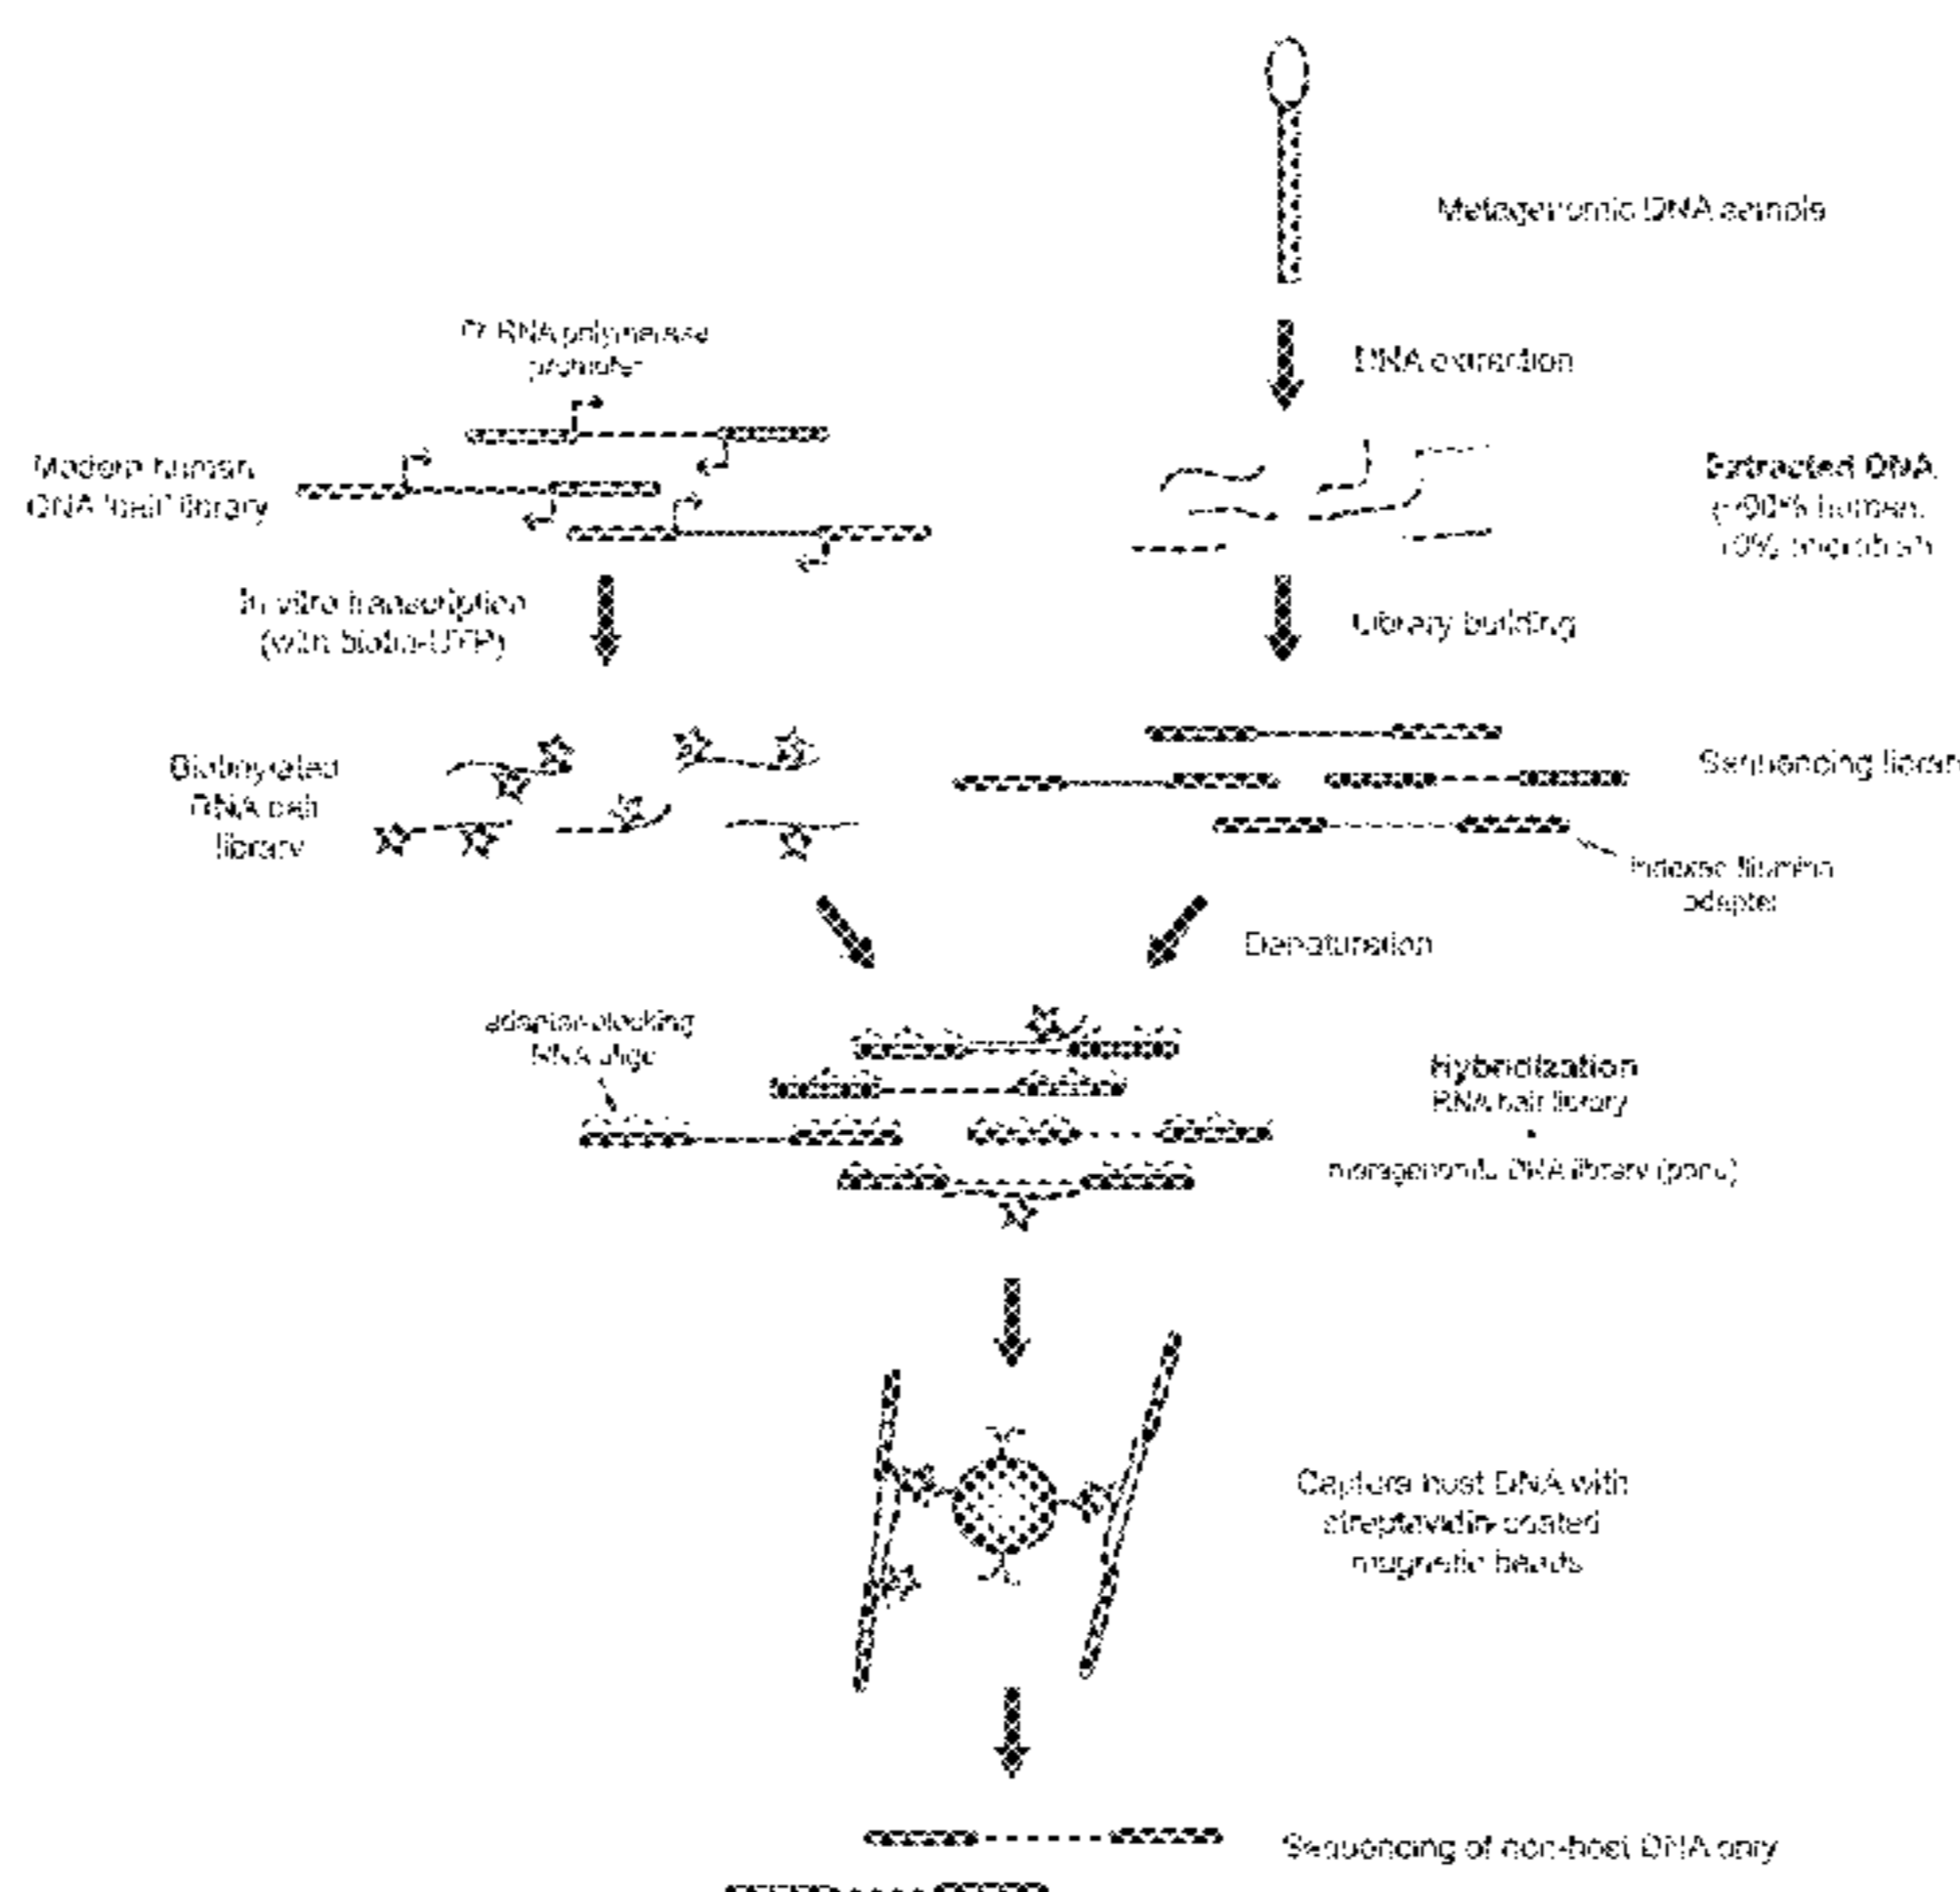 Metagenomic DNA sample
T7 RNA polymerase
promoter
DNA extraction
Modern human
DNA 'bait' library
Extracted DNA
(~90% human,
10% microbial)
In vitro transcription
(with biotin-UTP)
Library building
Biotinylated
RNA bait
library
Sequencing librar
Indexed Illumina
adapter
Denaturation
adaptor-blocking
RNA oligo
Hybridization
RNA bait library
metagenomic DNA library (pond)
Capture host DNA with
streptavidin-coated
magnetic beads
Sequencing of non-host DNA only